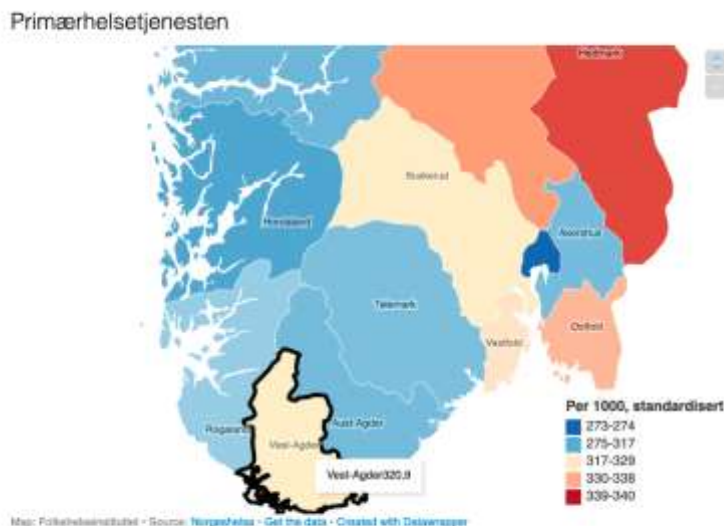 Primærhelsetjenesten
Hedmark
Buskerud
Hordaland
Akershus
Telemark
Østfold
Vestfold
Rogaland
Aust-Agder
Vest-Agder
Vest-Agder320,9
Per 1000, standardisert
273-274
275-317
317-329
330-338
339-340
Map: Folkehelseinstituttet · Source: Norgeshelsa · Get the data · Created with Datawrapper